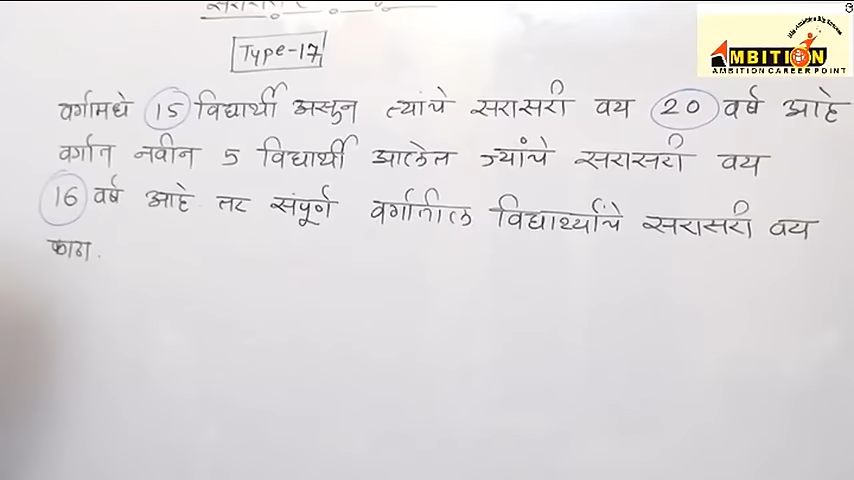 Type-17
वर्गामधे 15 विद्यार्थी असून त्यांचे सरासरी वय 20 वर्ष आहे
वर्गात नवीन 5 विद्यार्थी आलेत ज्यांचे सरासरी वय
16 वर्ष आहे तर संपूर्ण वर्गातील विद्यार्थ्यांचे सरासरी वय
काढा.
AMBITION
AMBITION CAREER POINT